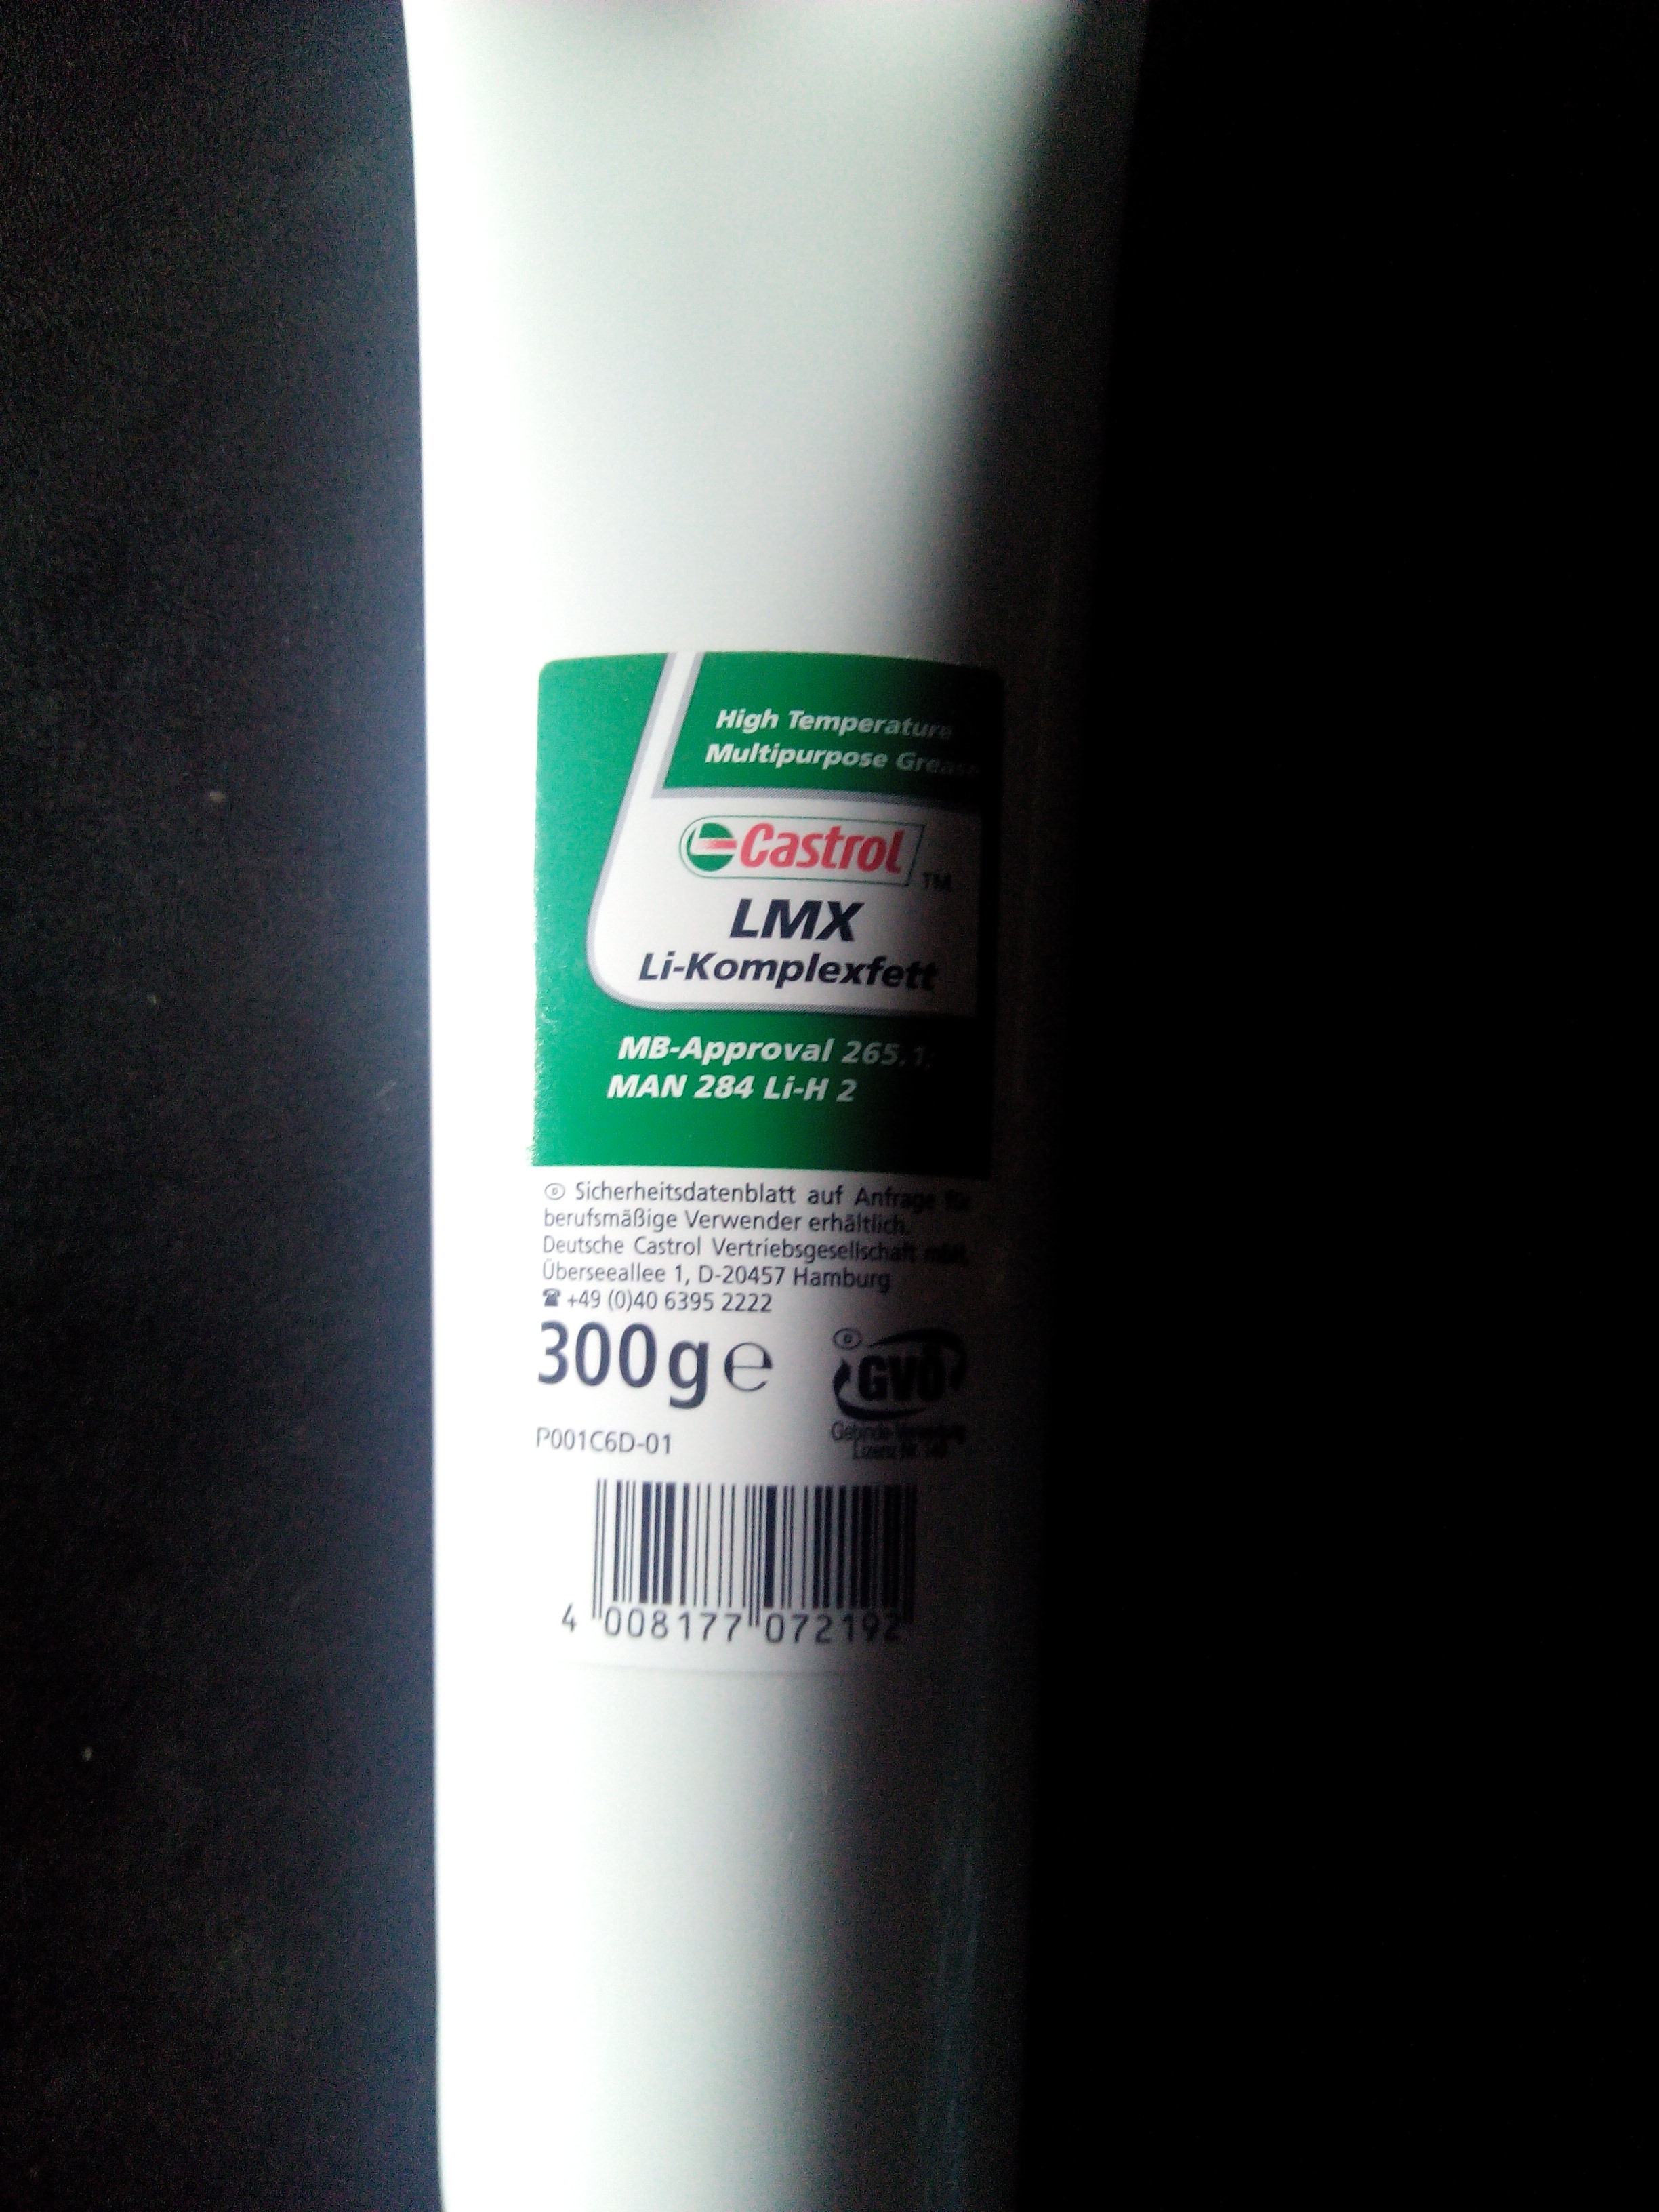 High Temperature
Multipurpose Grease
Castrol TM
LMX
Li-Komplexfett
MB-Approval 265.1;
MAN 284 Li-H 2
D Sicherheitsdatenblatt auf Anfrage für
berufsmäßige Verwender erhältlich.
Deutsche Castrol Vertriebsgesellschaft mbH.
Überseeallee 1, D-20457 Hamburg
☎ +49 (0)40 6395 2222
300g e
D
GVÖ
P001C6D-01
Lizenz Nr.
4 008177 072192